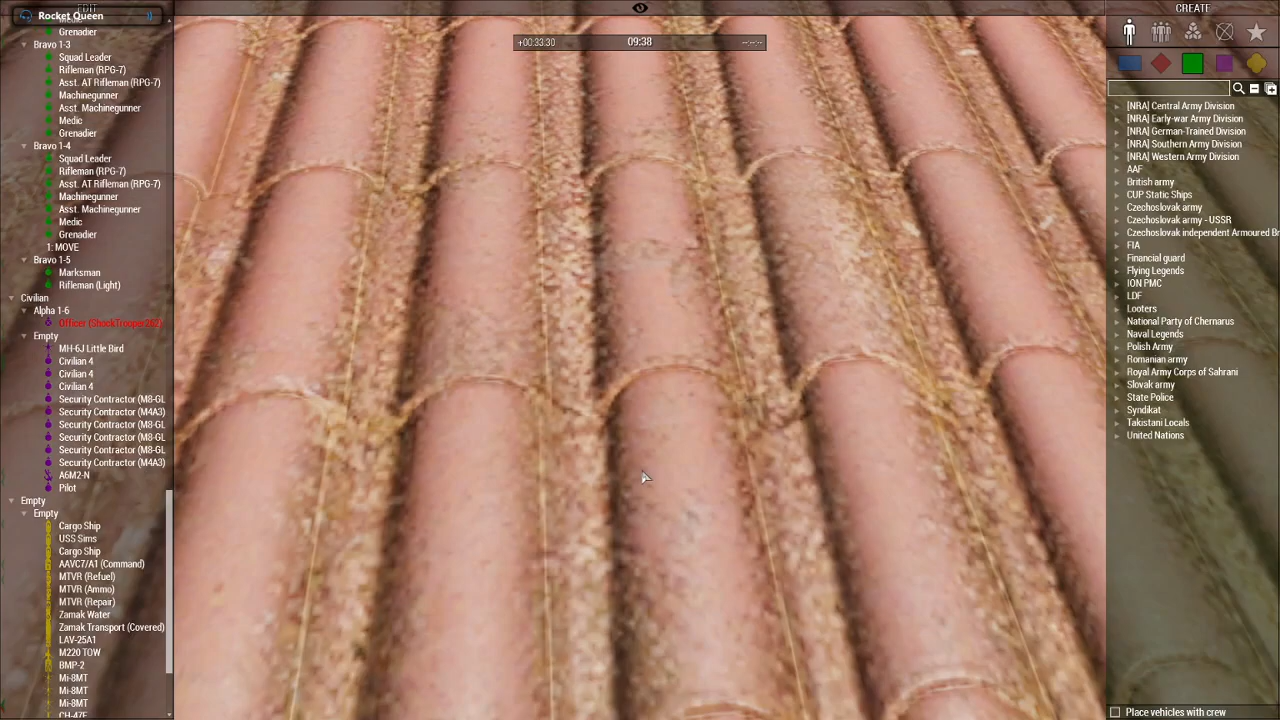 EDIT
Rocket Queen
Medic
Grenadier
Bravo 1-3
Squad Leader
Rifleman (RPG-7)
Asst. AT Rifleman (RPG-7)
Machinegunner
Asst. Machinegunner
Medic
Grenadier
Bravo 1-4
Squad Leader
Rifleman (RPG-7)
Asst. AT Rifleman (RPG-7)
Machinegunner
Asst. Machinegunner
Medic
Grenadier
1: MOVE
Bravo 1-5
Marksman
Rifleman (Light)
Civilian
Alpha 1-6
Officer (ShockTrooper262)
Empty
MH-6J Little Bird
Civilian 4
Civilian 4
Civilian 4
Security Contractor (M8-GL
Security Contractor (M4A3)
Security Contractor (M8-GL
Security Contractor (M8-GL
Security Contractor (M8-GL
Security Contractor (M4A3)
A6M2-N
Pilot
Empty
Empty
Cargo Ship
USS Sims
Cargo Ship
AAVC7/A1 (Command)
MTVR (Refuel)
MTVR (Ammo)
MTVR (Repair)
Zamak Water
Zamak Transport (Covered)
LAV-25A1
M220 TOW
BMP-2
Mi-8MT
Mi-8MT
Mi-8MT
CH-47F
+00:33:30
09:38
--:--:--
CREATE
[NRA] Central Army Division
[NRA] Early-war Army Division
[NRA] German-Trained Division
[NRA] Southern Army Division
[NRA] Western Army Division
AAF
British army
CUP Static Ships
Czechoslovak army
Czechoslovak army - USSR
Czechoslovak independent Armoured Br
FIA
Financial guard
Flying Legends
ION PMC
LDF
Looters
National Party of Chernarus
Naval Legends
Polish Army
Romanian army
Royal Army Corps of Sahrani
Slovak army
State Police
Syndikat
Takistani Locals
United Nations
Place vehicles with crew